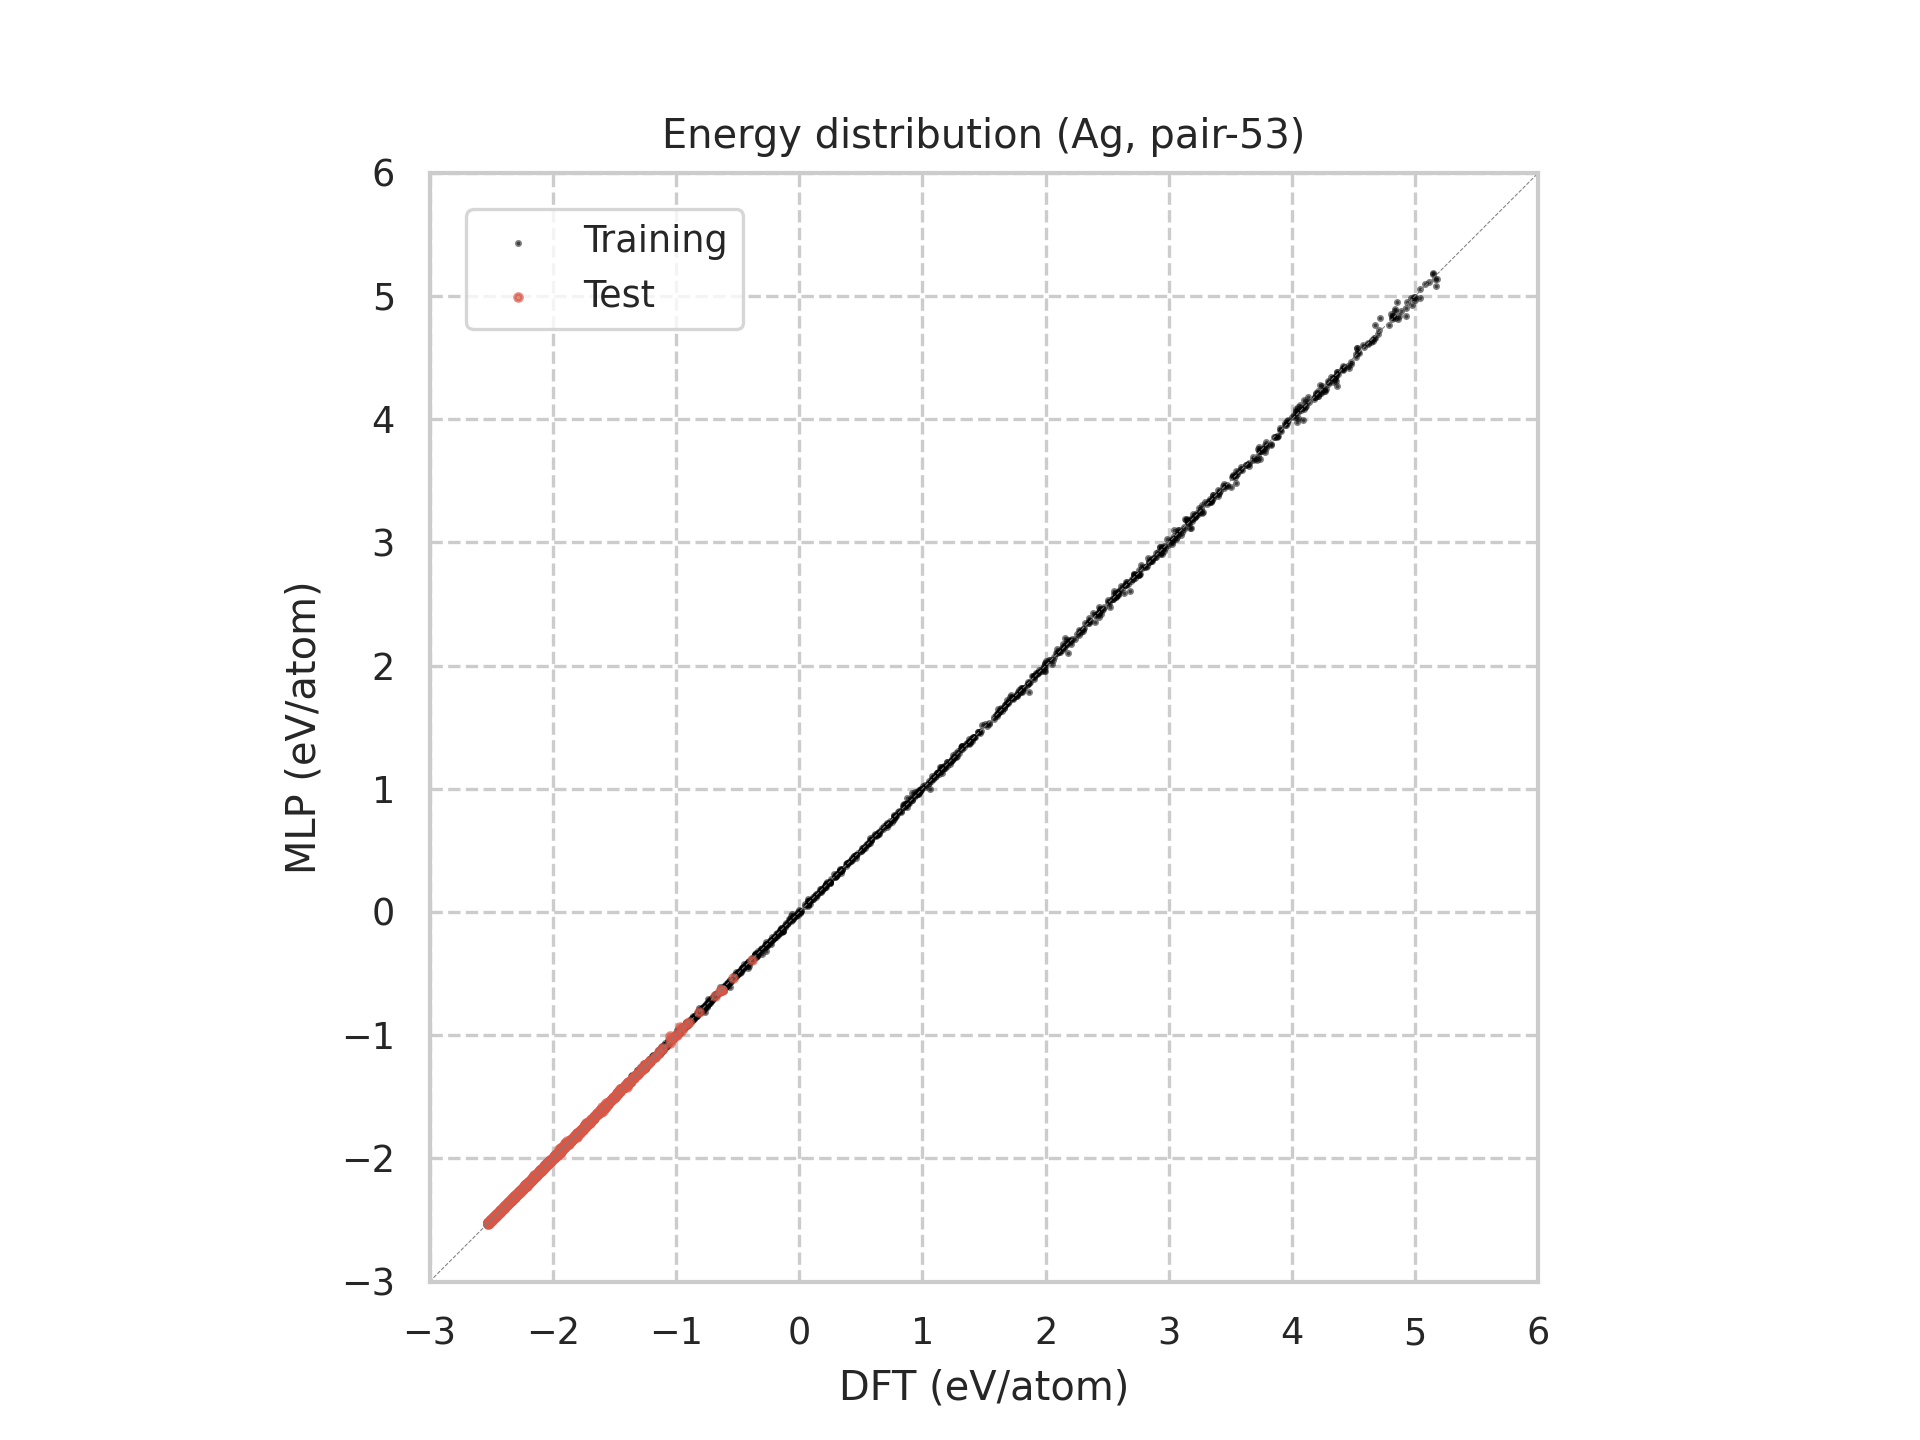 Energy distribution (Ag, pair-53)
6
5
4
3
2
1
0
−1
−2
−3
Training
Test
MLP (eV/atom)
−3 −2 −1 0 1 2 3 4 5 6
DFT (eV/atom)